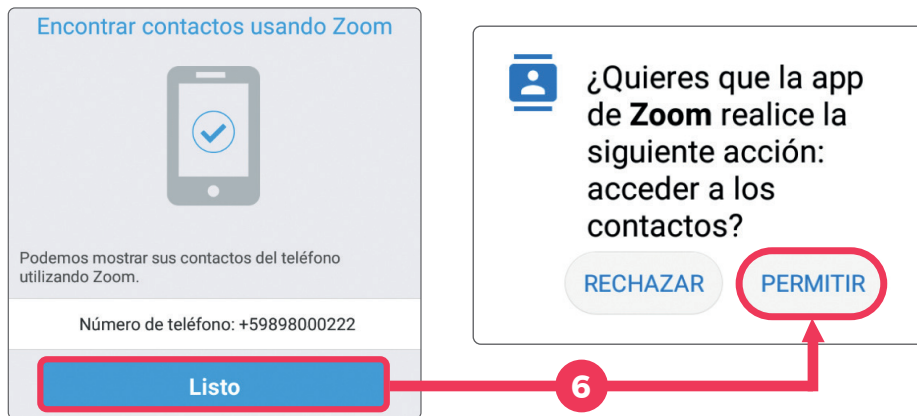 Encontrar contactos usando Zoom
Podemos mostrar sus contactos del teléfono
utilizando Zoom.
Número de teléfono: +59898000222
Listo
¿Quieres que la app
de Zoom realice la
siguiente acción:
acceder a los
contactos?
RECHAZAR PERMITIR
6